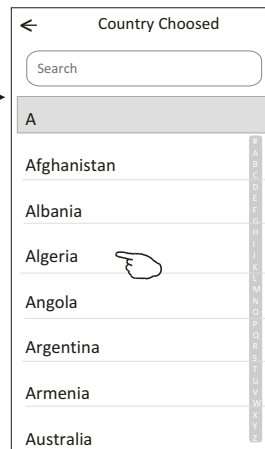 Country Choosed
Search
A
Afghanistan
Albania
Algeria
Angola
Argentina
Armenia
Australia
#
A
B
C
D
E
F
G
H
I
J
K
L
M
N
O
P
Q
R
S
T
U
V
W
X
Y
Z